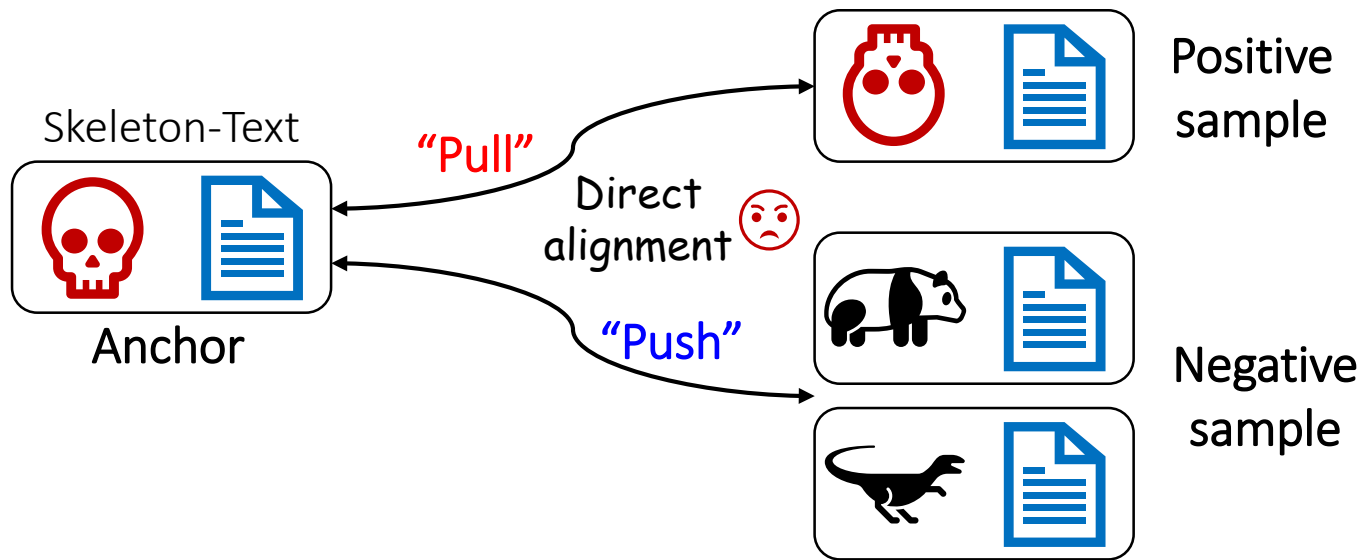 Skeleton-Text
Anchor
“Pull”
Direct
alignment
“Push”
Positive
sample
Negative
sample